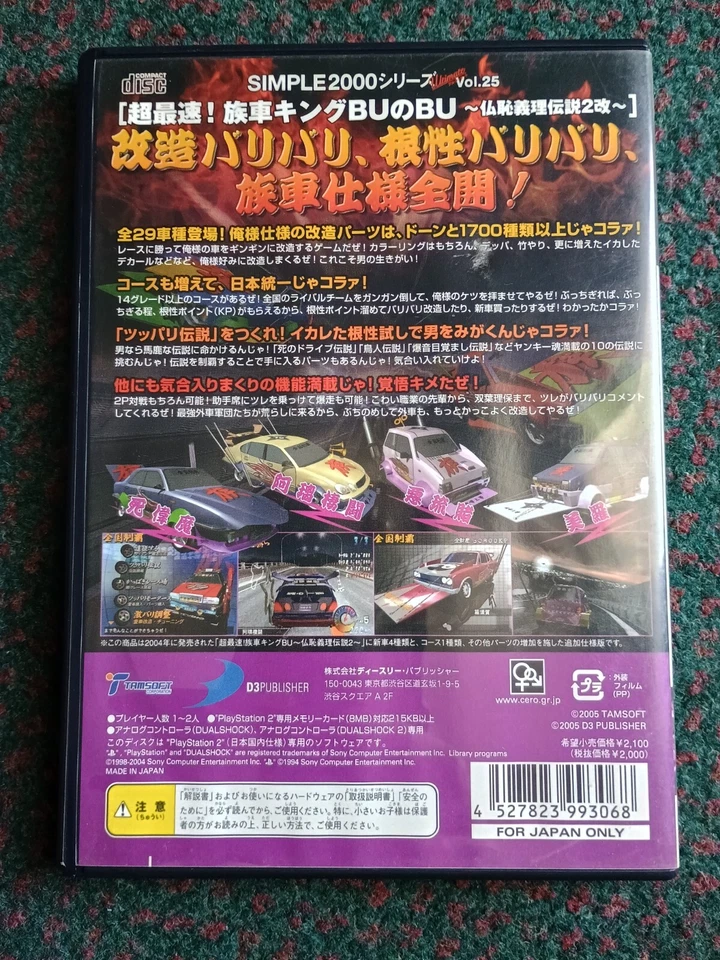 COMPACT
disc
SIMPLE2000シリーズ Ultimate Vol.25
[超最速！族車キングBUのBU ～仏恥義理伝説2改～]
改造バリバリ、根性バリバリ、
族車仕様全開！
全29車種登場！俺様仕様の改造パーツは、ドーンと1700種類以上じゃコラァ！
レースに勝って俺様の車をギンギンに改造するゲームだぜ！カラーリングはもちろん、デッパ、竹やり、更に増えたイカした
デカールなどなど、俺様好みに改造しまくるぜ！これこそ男の生きがい！
コースも増えて、日本統一じゃコラァ！
14グレード以上のコースがあるぜ！全国のライバルチームをガンガン倒して、俺様のケツを拝ませてやるぜ！ぶっちぎれば、ぶっ
ちぎる程、根性ポイント(KP)がもらえるから、根性ポイント溜めてバリバリ改造したり、新車買ったりするぜ！わかったかコラァ！
「ツッパリ伝説」をつくれ！イカした根性試しで男をみがくんじゃコラァ！
男なら馬鹿な伝説に命かけるんじゃ！「死のドライブ伝説」「鳥人伝説」「爆音目覚まし伝説」などヤンキー魂満載の10の伝説に
挑むんじゃ！伝説を制覇することで手に入るパーツもあるんじゃ！気合い入れていけよ！
他にも気合入りまくりの機能満載じゃ！覚悟キメたぜ！
2P対戦もちろん可能！助手席にツレを乗っけて爆走も可能！こわい職業の先輩から、双葉理保まで、ツレがバリバリコメント
してくれるぜ！最強外車軍団たちが荒らしに来るから、ぶちのめして外車も、もっとかっこよく改造してやるぜ！
全国制覇
全国制覇
※この商品は2004年に発売された「超最速!族車キングBU～仏恥義理伝説2～」に新車4種類と、コース1種類、その他パーツの増加を施した追加仕様版です。
TAMSOFT
CORPORATION
D3PUBLISHER
株式会社ディースリー・パブリッシャー
150-0043 東京都渋谷区道玄坂1-9-5
渋谷スクエア A 2F
www.cero.gr.jp
プラ
：外装
フィルム
(PP)
●プレイヤー人数 1～2人 ●"PlayStation 2"専用メモリーカード(8MB)対応215KB以上
●アナログコントローラ(DUALSHOCK)、アナログコントローラ(DUALSHOCK 2)専用
このディスクは "PlayStation 2"(日本国内仕様)専用のソフトウェアです。
", "PlayStation" and "DUALSHOCK" are registered trademarks of Sony Computer Entertainment Inc. Library programs
©1998-2004 Sony Computer Entertainment Inc. ©1994 Sony Computer Entertainment Inc.
MADE IN JAPAN
©2005 TAMSOFT
©2005 D3 PUBLISHER
希望小売価格¥2,100
(税抜価格¥2,000)
注意
(ちゅうい)
「解説書」およびお使いになるハードウェアの「取扱説明書」「安全の
ために」を必ず読んでから、ご使用ください。特に、小さいお子様は保護
者の方がお読みの上、正しい方法で、ご使用ください。
4 527823 993068
FOR JAPAN ONLY